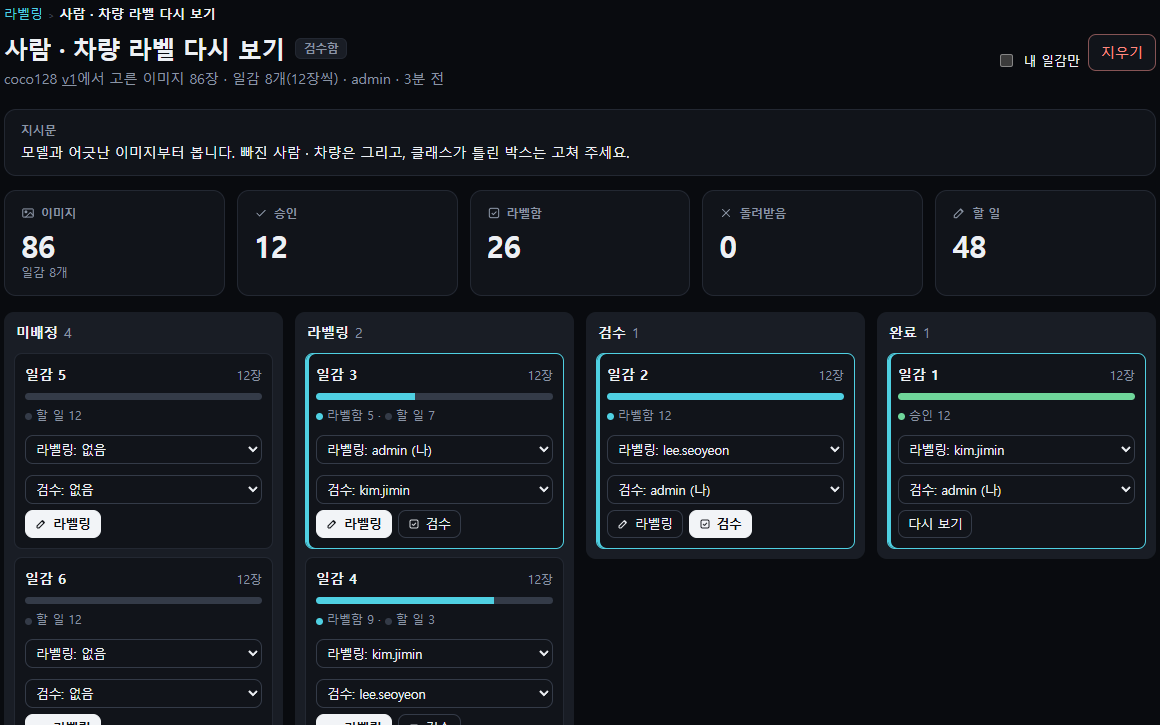 라벨링 › 사람 · 차량 라벨 다시 보기
사람 · 차량 라벨 다시 보기 검수함
coco128 v1에서 고른 이미지 86장 · 일감 8개(12장씩) · admin · 3분 전
내 일감만 지우기
지시문
모델과 어긋난 이미지부터 봅니다. 빠진 사람 · 차량은 그리고, 클래스가 틀린 박스는 고쳐 주세요.
이미지
86
일감 8개
승인
12
라벨함
26
돌려받음
0
할 일
48
미배정 4
일감 5 12장
할 일 12
라벨링: 없음
검수: 없음
라벨링
일감 6 12장
할 일 12
라벨링: 없음
검수: 없음
라벨링
라벨링 2
일감 3 12장
라벨함 5 · 할 일 7
라벨링: admin (나)
검수: kim.jimin
라벨링 검수
일감 4 12장
라벨함 9 · 할 일 3
라벨링: kim.jimin
검수: lee.seoyeon
라벨링 검수
검수 1
일감 2 12장
라벨함 12
라벨링: lee.seoyeon
검수: admin (나)
라벨링 검수
완료 1
일감 1 12장
승인 12
라벨링: kim.jimin
검수: admin (나)
다시 보기